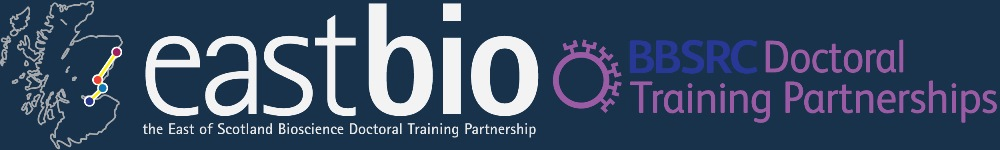 eastbio
the East of Scotland Bioscience Doctoral Training Partnership
BBSRC Doctoral
Training Partnerships